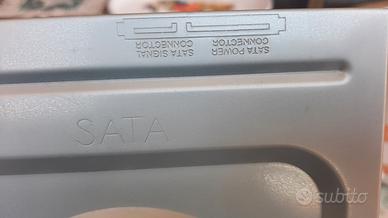 SATA SIGNAL
CONNECTOR
SATA POWER
CONNECTOR
SATA
subito